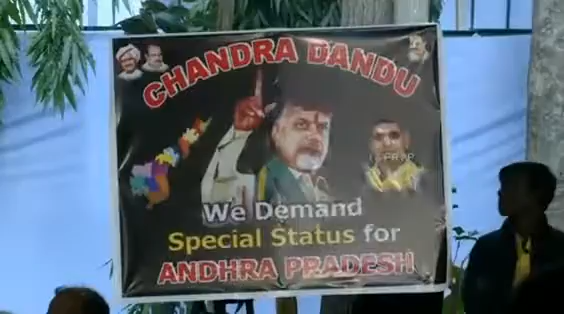 CHANDRA DANDU
We Demand
Special Status for
ANDHRA PRADESH